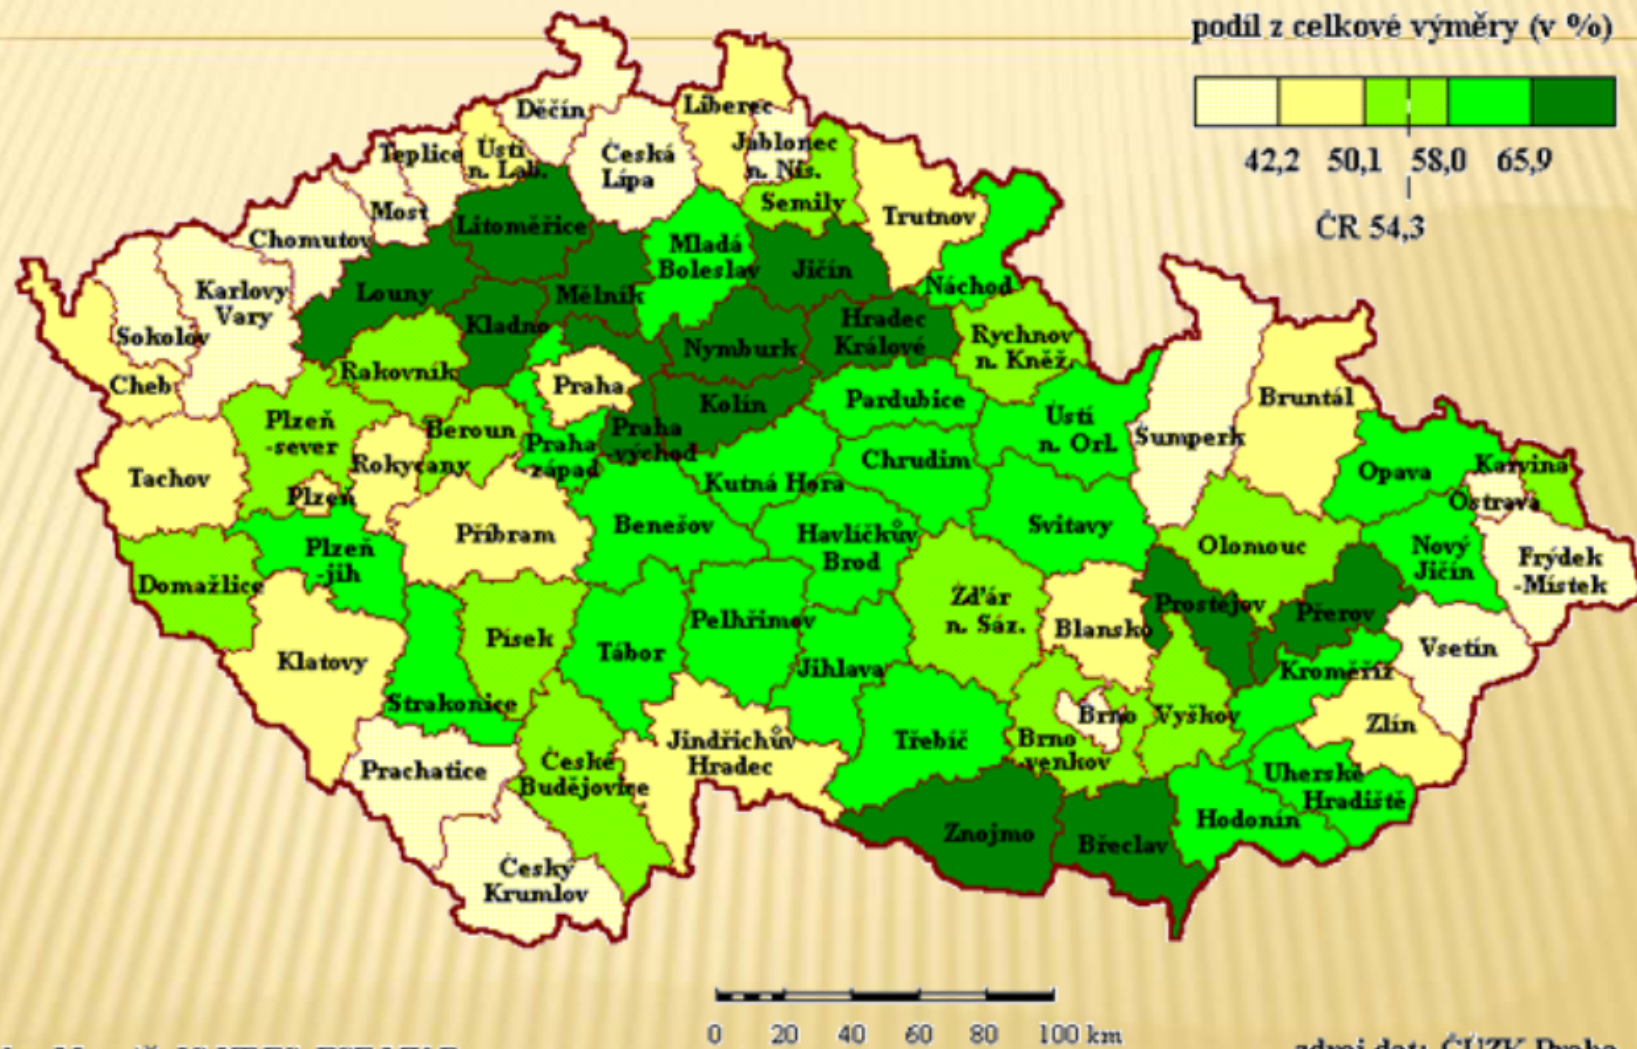 podíl z celkové výměry (v %)
42,2 50,1 58,0 65,9
ČR 54,3
Děčín
Liberec
Teplice
Ústí
n. Lab.
Česká
Lípa
Jablonec
n. Nis.
Semily
Most
Chomutov
Litoměřice
Trutnov
Mladá
Boleslav
Jičín
Náchod
Karlovy
Vary
Louny
Mělník
Sokolov
Kladno
Hradec
Králové
Nymburk
Rychnov
n. Kněž.
Cheb
Rakovník
Praha
Kolín
Pardubice
Bruntál
Plzeň
-sever
Beroun
Praha
-západ
Praha
-východ
Ústí
n. Orl.
Šumperk
Chrudim
Tachov
Rokycany
Plzeň
Kutná Hora
Opava
Karvina
Ostrava
Příbram
Benešov
Havlíčkův
Brod
Svitavy
Olomouc
Nový
Jičín
Frýdek
-Místek
Plzeň
-jih
Domažlice
Žďár
n. Sáz.
Prostějov
Přerov
Písek
Pelhřimov
Blansko
Klatovy
Tábor
Jihlava
Vsetín
Kroměříž
Strakonice
Brno
Vyškov
Zlín
Jindřichův
Hradec
Třebíč
Brno
-venkov
Prachatice
České
Budějovice
Uherské
Hradiště
Hodonín
Znojmo
Břeclav
Český
Krumlov
0 20 40 60 80 100 km